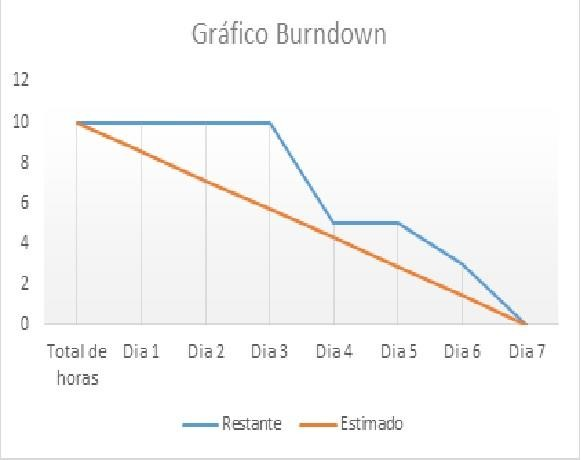 Gráfico Burndown
12
10
8
6
4
2
0
Total de horas Dia 1 Dia 2 Dia 3 Dia 4 Dia 5 Dia 6 Dia 7
Restante Estimado